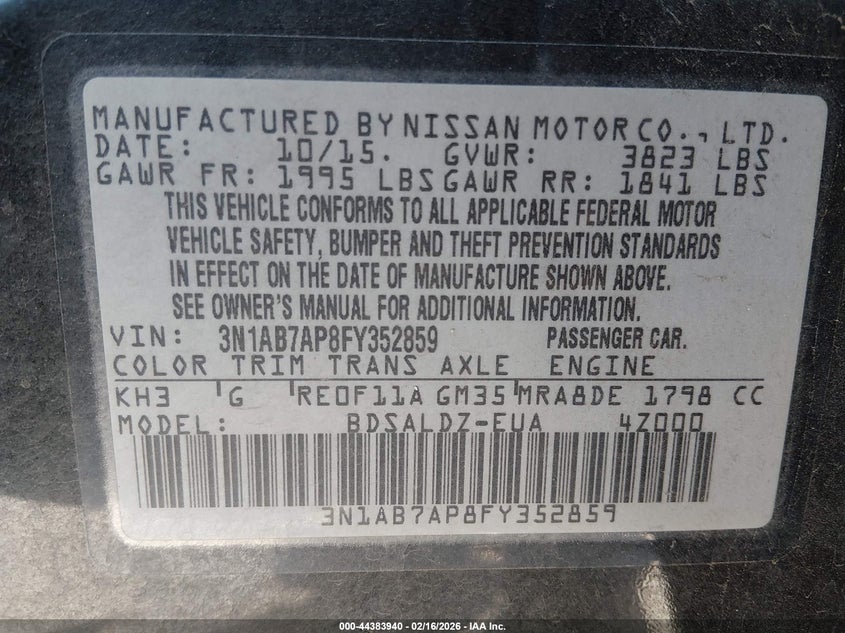 MANUFACTURED BY NISSAN MOTOR CO., LTD.
DATE: 10/15. GVWR: 3823 LBS
GAWR FR: 1995 LBS GAWR RR: 1841 LBS
THIS VEHICLE CONFORMS TO ALL APPLICABLE FEDERAL MOTOR
VEHICLE SAFETY, BUMPER AND THEFT PREVENTION STANDARDS
IN EFFECT ON THE DATE OF MANUFACTURE SHOWN ABOVE.
SEE OWNER'S MANUAL FOR ADDITIONAL INFORMATION.
VIN: 3N1AB7AP8FY352859 PASSENGER CAR.
COLOR TRIM TRANS AXLE ENGINE
KH3 G RE0F11A GM35 MRA8DE 1798 CC
MODEL: BDSALDZ-EUA 4Z000
3N1AB7AP8FY352859
000-44383940 - 02/16/2026 - IAA Inc.